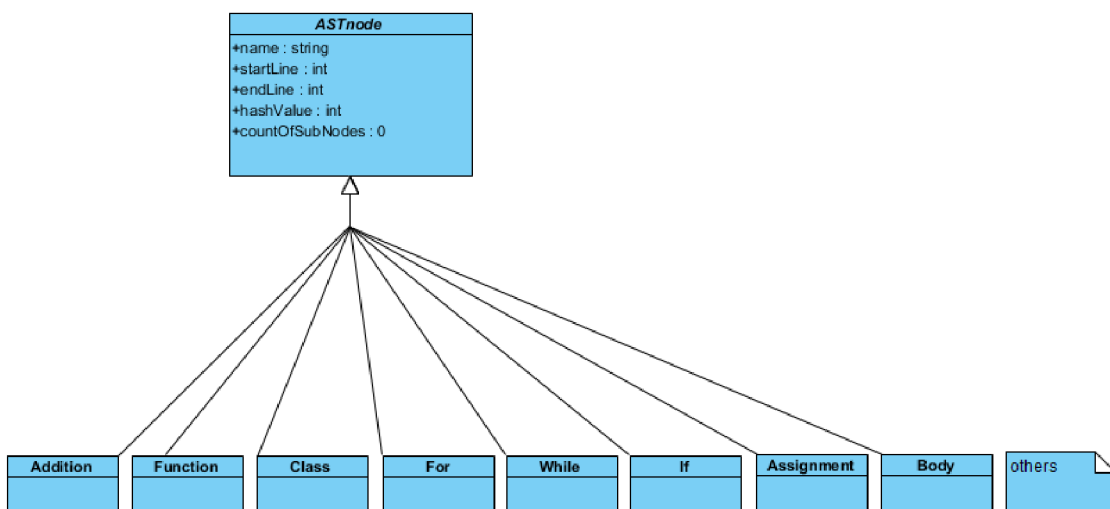 ASTnode
+name : string
+startLine : int
+endLine : int
+hashValue : int
+countOfSubNodes : 0
Addition
Function
Class
For
While
If
Assignment
Body
others